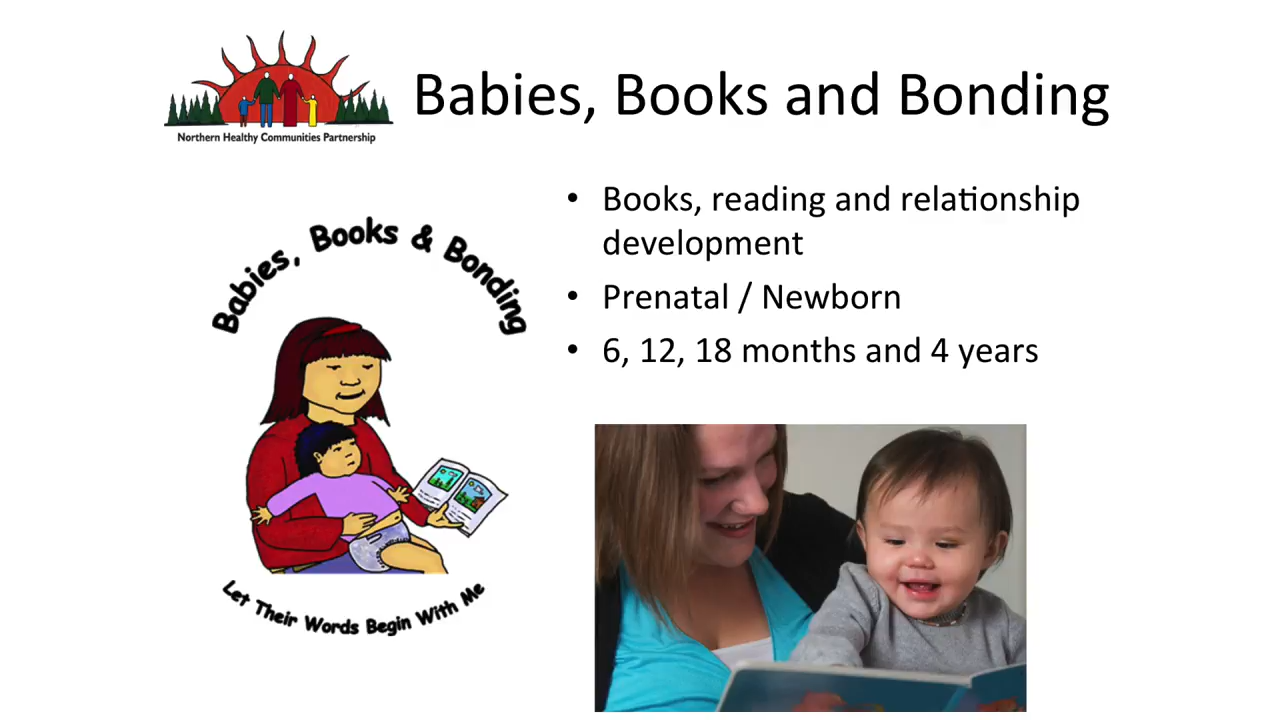 Babies, Books and Bonding
Northern Healthy Communities Partnership
• Books, reading and relationship
development
• Prenatal / Newborn
• 6, 12, 18 months and 4 years
Babies, Books & Bonding
Let Their Words Begin With Me